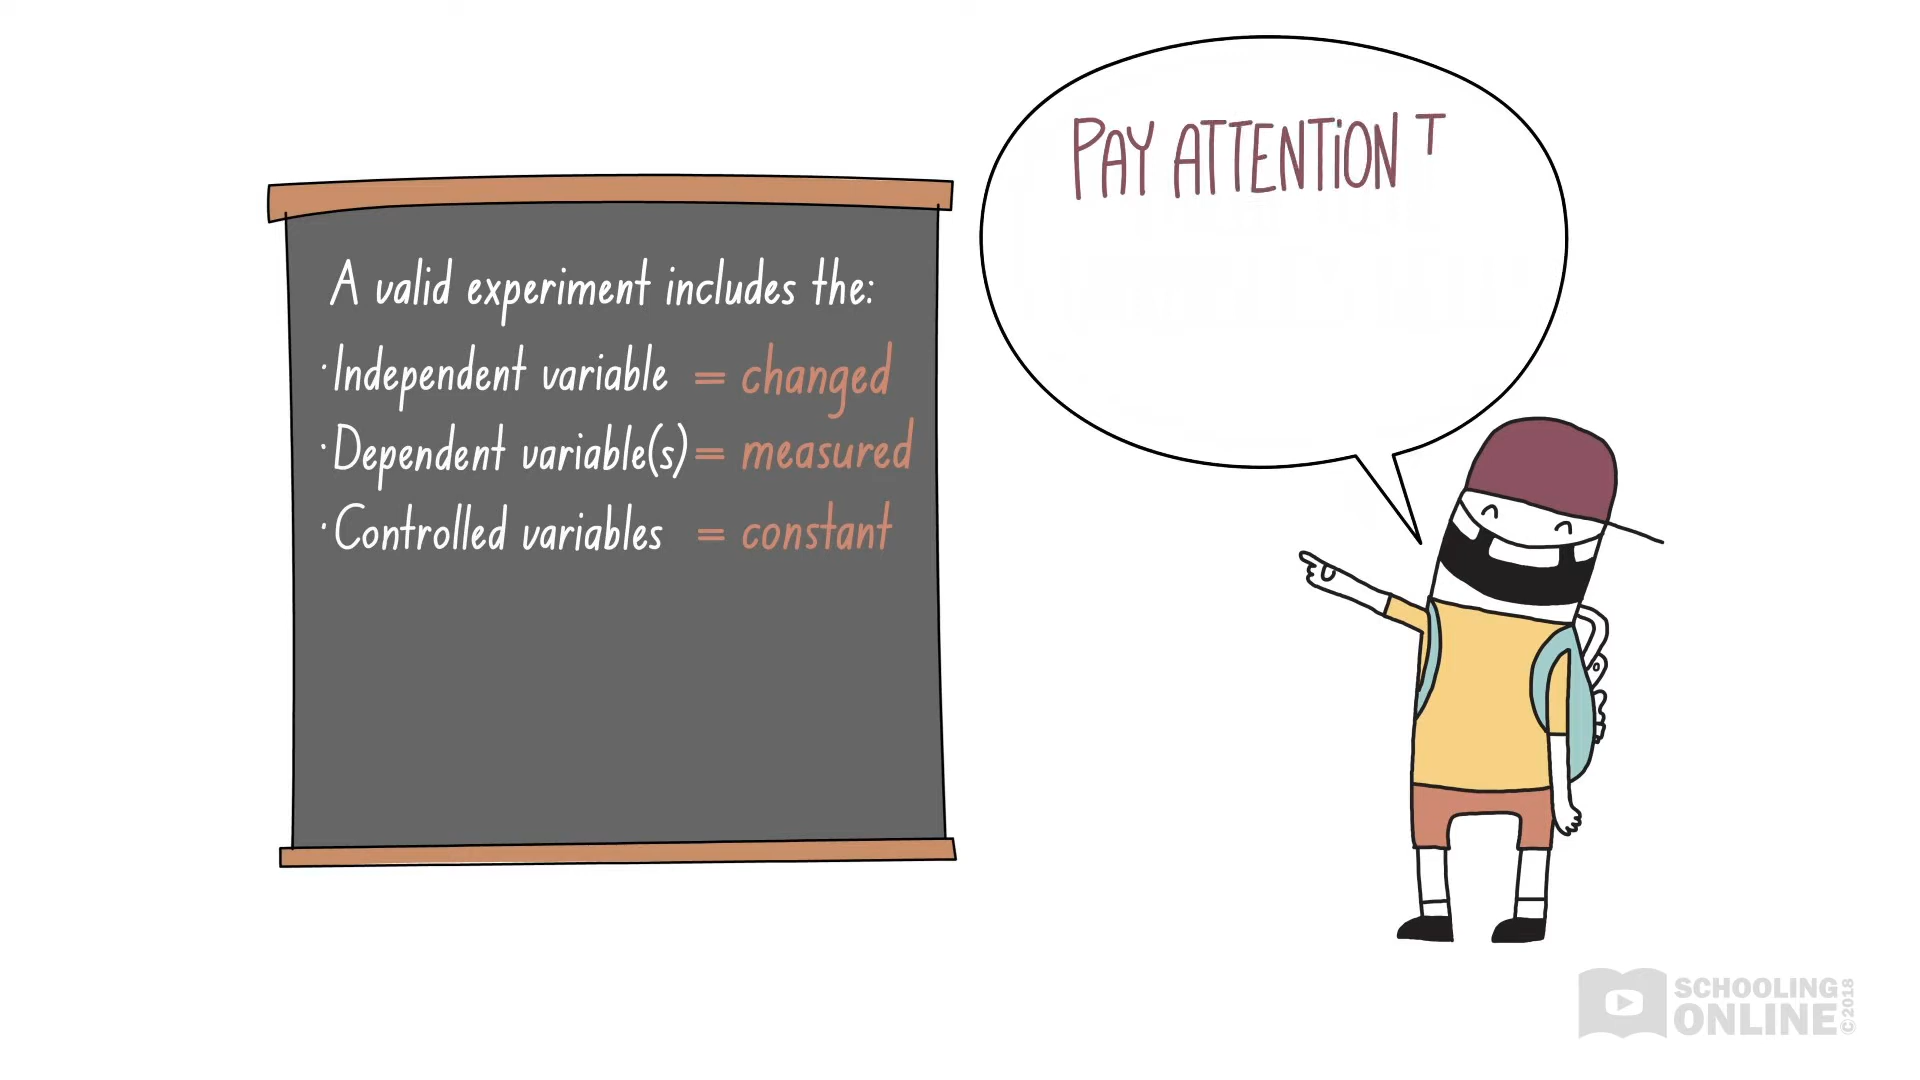 A valid experiment includes the:
·Independent variable = changed
·Dependent variable(s) = measured
·Controlled variables = constant
PAY ATTENTiON T
SCHOOLING
ONLINE
©2018